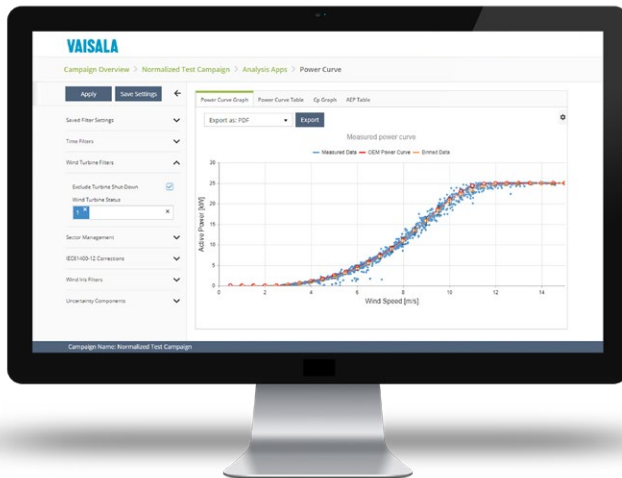 VAISALA
Campaign Overview > Normalized Test Campaign > Analysis Apps > Power Curve
Apply
Save Settings
Saved Filter Settings
Time Filters
Wind Turbine Filters
Exclude Turbine Shut-Down
Wind Turbine Status
1 ×
×
Sector Management
IEC61400-12 Corrections
Wind Iris Filters
Uncertainty Components
Power Curve Graph
Power Curve Table
Cp Graph
AEP Table
Export as: PDF
Export
Measured power curve
Measured Data
OEM Power Curve
Binned Data
Active Power [kW]
25
20
15
10
5
0
0 2 4 6 8 10 12 14
Wind Speed [m/s]
Campaign Name: Normalized Test Campaign